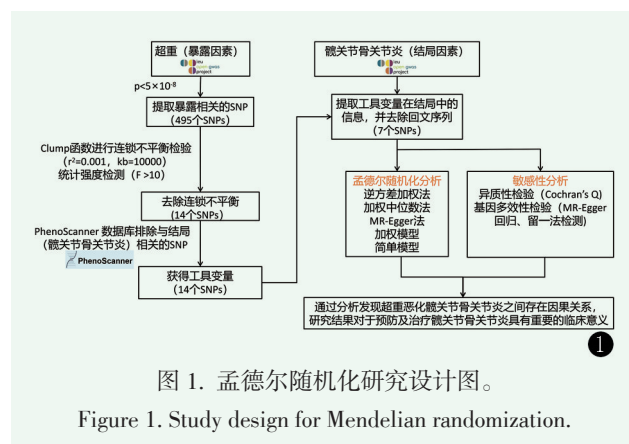 超重（暴露因素）
ieu
open gwas
project
p<5×10-8
提取暴露相关的SNP
（495个SNPs）
Clump函数进行连锁不平衡检验
（r²=0.001，kb=10000）
统计强度检测（F >10）
去除连锁不平衡
（14个SNPs）
PhenoScanner 数据库排除与结局
（髋关节骨关节炎）相关的SNP
PhenoScanner
获得工具变量
（14个SNPs）
髋关节骨关节炎（结局因素）
ieu
open gwas
project
提取工具变量在结局中的
信息，并去除回文序列
（7个SNPs）
孟德尔随机化分析
逆方差加权法
加权中位数法
MR-Egger法
加权模型
简单模型
敏感性分析
异质性检验（Cochran's Q）
基因多效性检验（MR-Egger
回归、留一法检测）
通过分析发现超重恶化髋关节骨关节炎之间存在因果关系，
研究结果对于预防及治疗髋关节骨关节炎具有重要的临床意义
1
图 1. 孟德尔随机化研究设计图。
Figure 1. Study design for Mendelian randomization.